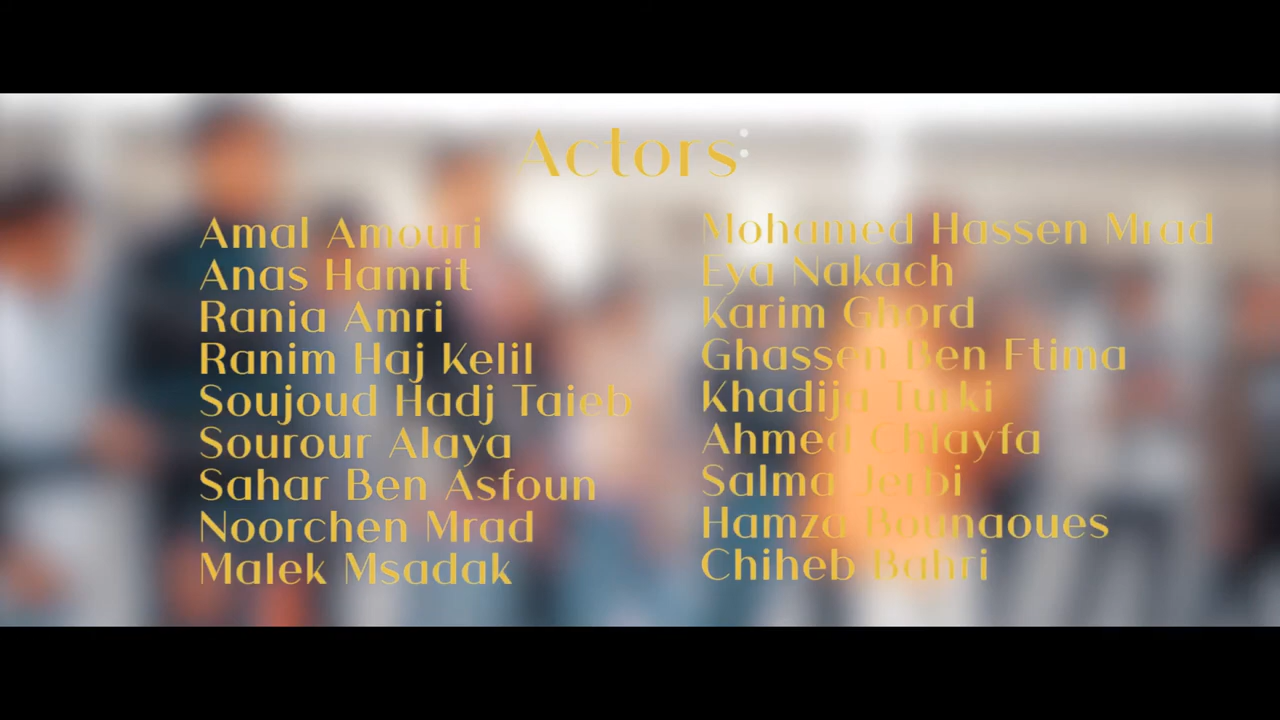 Actors:
Amal Amouri
Anas Hamrit
Rania Amri
Ranim Haj Kelil
Soujoud Hadj Taieb
Sourour Alaya
Sahar Ben Asfoun
Noorchen Mrad
Malek Msadak
Mohamed Hassen Mrad
Eya Nakach
Karim Ghord
Ghassen Ben Ftima
Khadija Turki
Ahmed Chlayfa
Salma Jerbi
Hamza Bounaoues
Chiheb Bahri